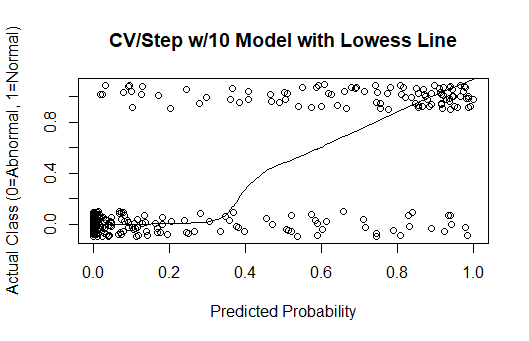 CV/Step w/10 Model with Lowess Line
Actual Class (0=Abnormal, 1=Normal)
0.8
0.4
0.0
0.0 0.2 0.4 0.6 0.8 1.0
Predicted Probability